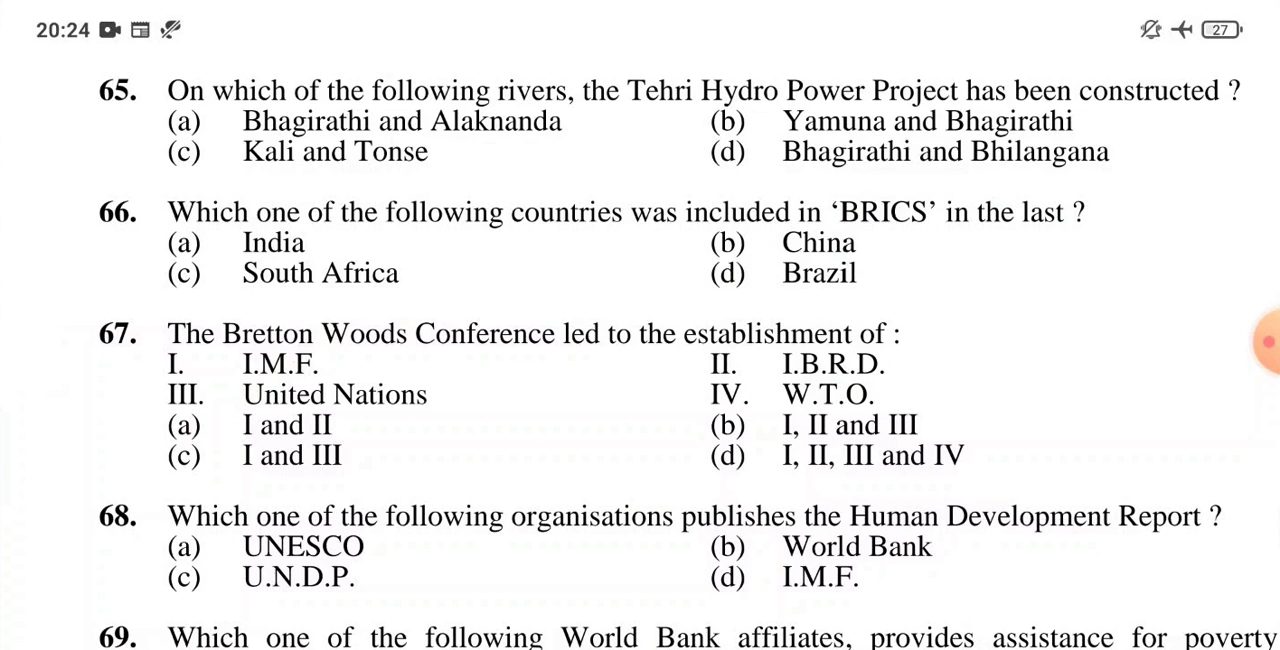 20:24
27
65. On which of the following rivers, the Tehri Hydro Power Project has been constructed ?
(a) Bhagirathi and Alaknanda (b) Yamuna and Bhagirathi
(c) Kali and Tonse (d) Bhagirathi and Bhilangana
66. Which one of the following countries was included in ‘BRICS’ in the last ?
(a) India (b) China
(c) South Africa (d) Brazil
67. The Bretton Woods Conference led to the establishment of :
I. I.M.F. II. I.B.R.D.
III. United Nations IV. W.T.O.
(a) I and II (b) I, II and III
(c) I and III (d) I, II, III and IV
68. Which one of the following organisations publishes the Human Development Report ?
(a) UNESCO (b) World Bank
(c) U.N.D.P. (d) I.M.F.
69. Which one of the following World Bank affiliates, provides assistance for poverty